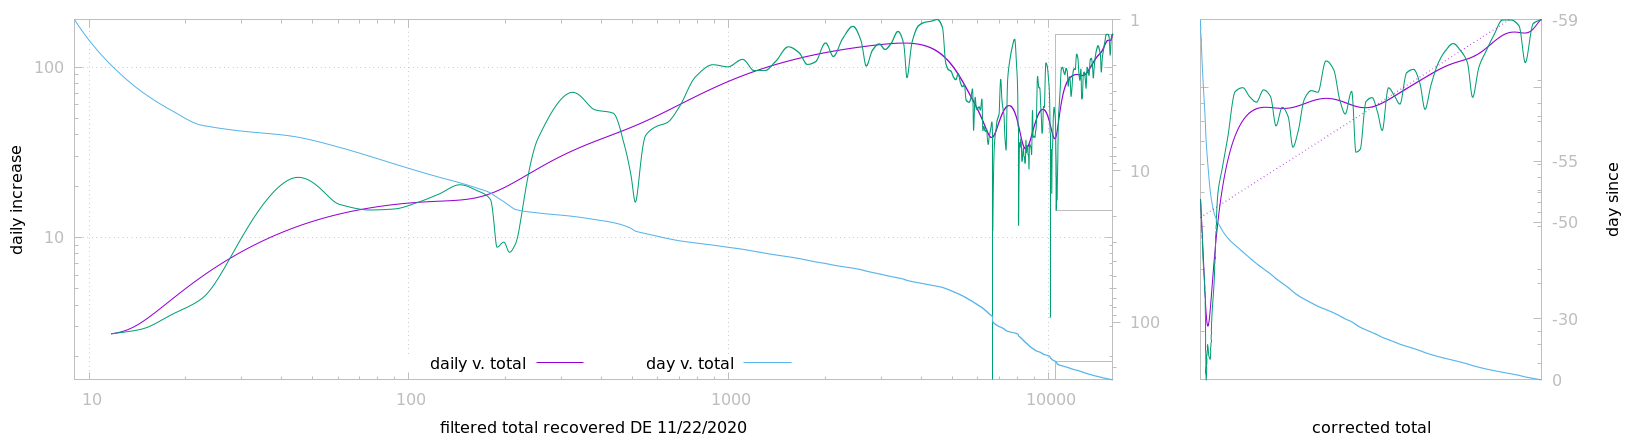 daily increase
100
10
10
100
1000
10000
1
10
100
daily v. total
day v. total
filtered total recovered DE 11/22/2020
-59
-55
-50
-30
0
day since
corrected total